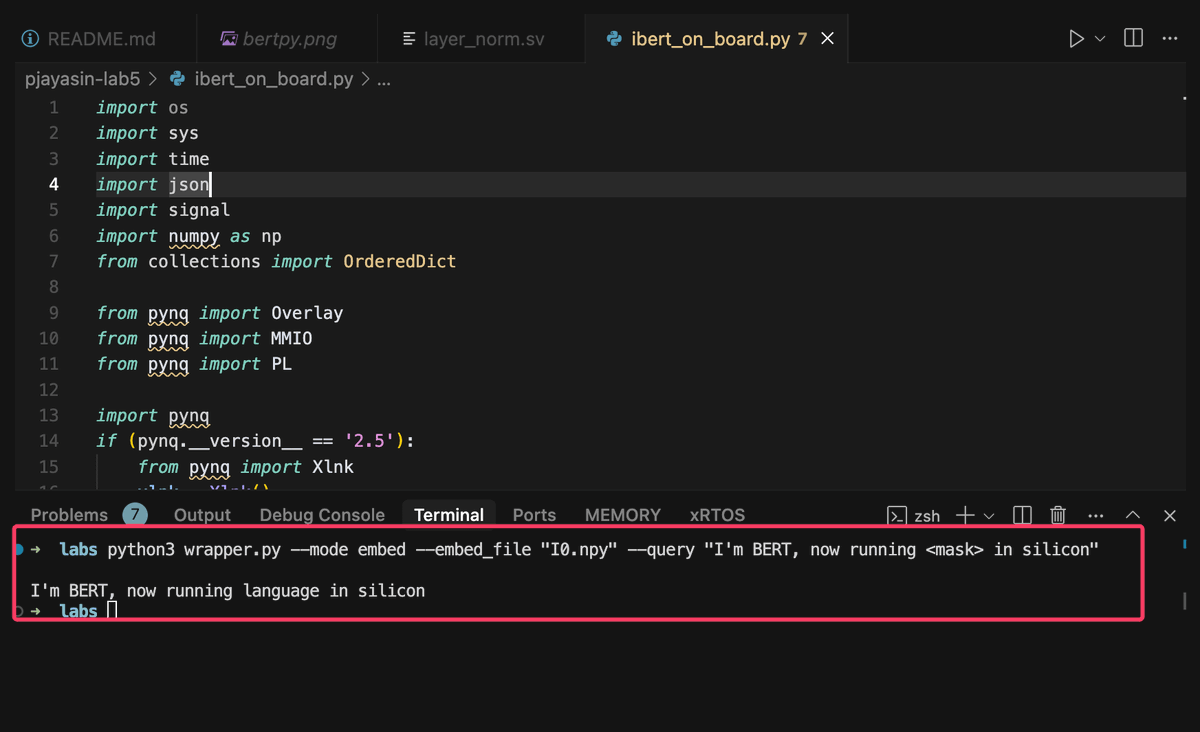 README.md bertpy.png layer_norm.sv ibert_on_board.py 7
pjayasin-lab5 > ibert_on_board.py > ...
1 import os
2 import sys
3 import time
4 import json
5 import signal
6 import numpy as np
7 from collections import OrderedDict
8
9 from pynq import Overlay
10 from pynq import MMIO
11 from pynq import PL
12
13 import pynq
14 if (pynq.__version__ == '2.5'):
15 from pynq import Xlnk
16 xlnk = Xlnk()
Problems 7 Output Debug Console Terminal Ports MEMORY xRTOS zsh
→ labs python3 wrapper.py --mode embed --embed_file "I0.npy" --query "I'm BERT, now running <mask> in silicon"
I'm BERT, now running language in silicon
→ labs